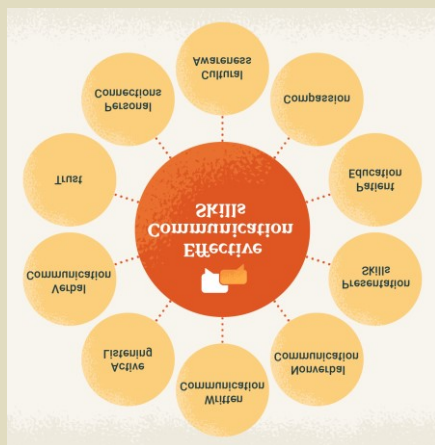 Effective
Communication
Skills
Written
Communication
Nonverbal
Communication
Presentation
Skills
Patient
Education
Compassion
Cultural
Awareness
Personal
Connections
Trust
Verbal
Communication
Active
Listening